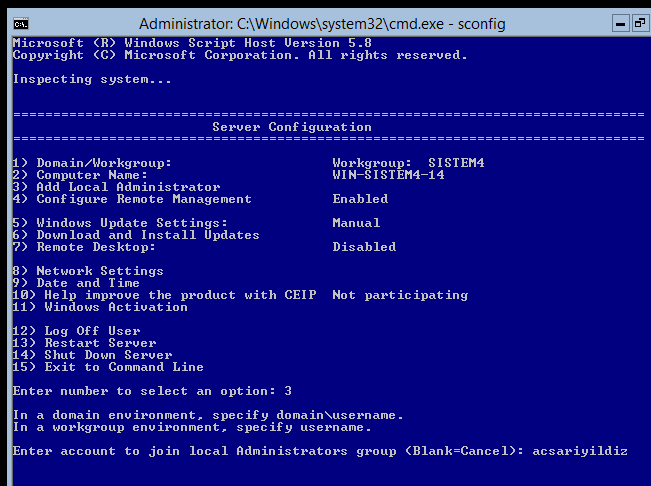 Administrator: C:\Windows\system32\cmd.exe - sconfig
Microsoft (R) Windows Script Host Version 5.8
Copyright (C) Microsoft Corporation. All rights reserved.
Inspecting system...
===============================================================================
Server Configuration
===============================================================================
1) Domain/Workgroup: Workgroup: SISTEM4
2) Computer Name: WIN-SISTEM4-14
3) Add Local Administrator
4) Configure Remote Management Enabled
5) Windows Update Settings: Manual
6) Download and Install Updates
7) Remote Desktop: Disabled
8) Network Settings
9) Date and Time
10) Help improve the product with CEIP Not participating
11) Windows Activation
12) Log Off User
13) Restart Server
14) Shut Down Server
15) Exit to Command Line
Enter number to select an option: 3
In a domain environment, specify domain\username.
In a workgroup environment, specify username.
Enter account to join local Administrators group (Blank=Cancel): acsariyildiz